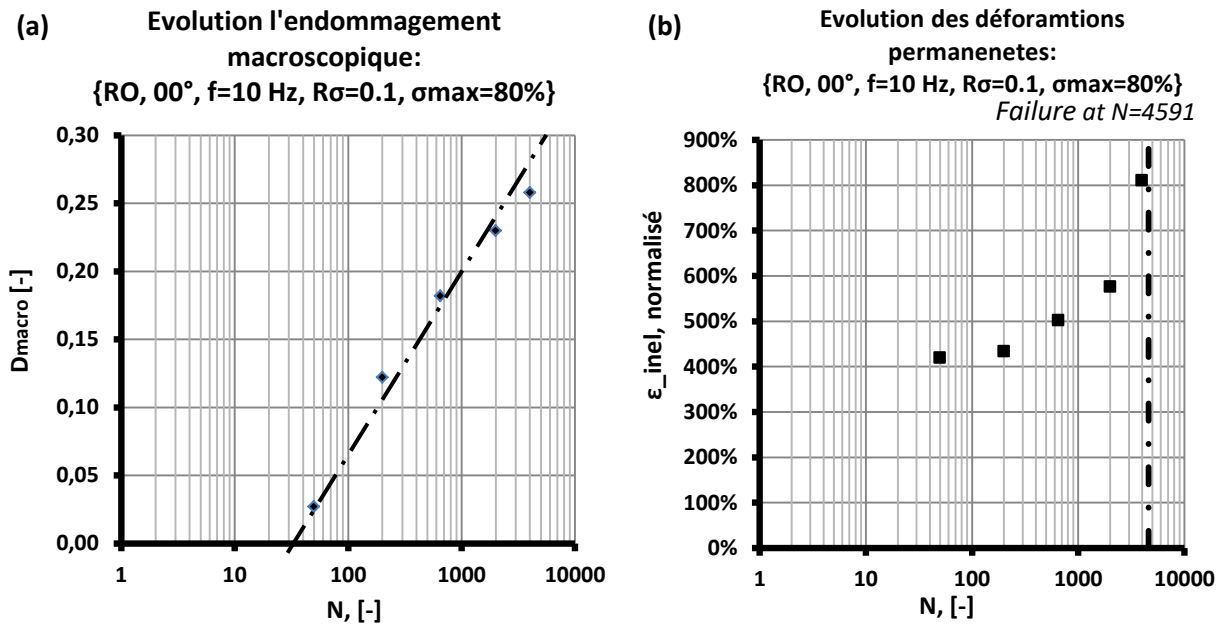 (a)
Evolution l'endommagement
macroscopique:
{RO, 00°, f=10 Hz, Rσ=0.1, σmax=80%}
0,30
0,25
0,20
0,15
0,10
0,05
0,00
Dmacro [-]
1
10
100
1000
10000
N, [-]
(b)
Evolution des déforamtions
permanenetes:
{RO, 00°, f=10 Hz, Rσ=0.1, σmax=80%}
Failure at N=4591
900%
800%
700%
600%
500%
400%
300%
200%
100%
0%
ε_inel, normalisé
1
10
100
1000
10000
N, [-]